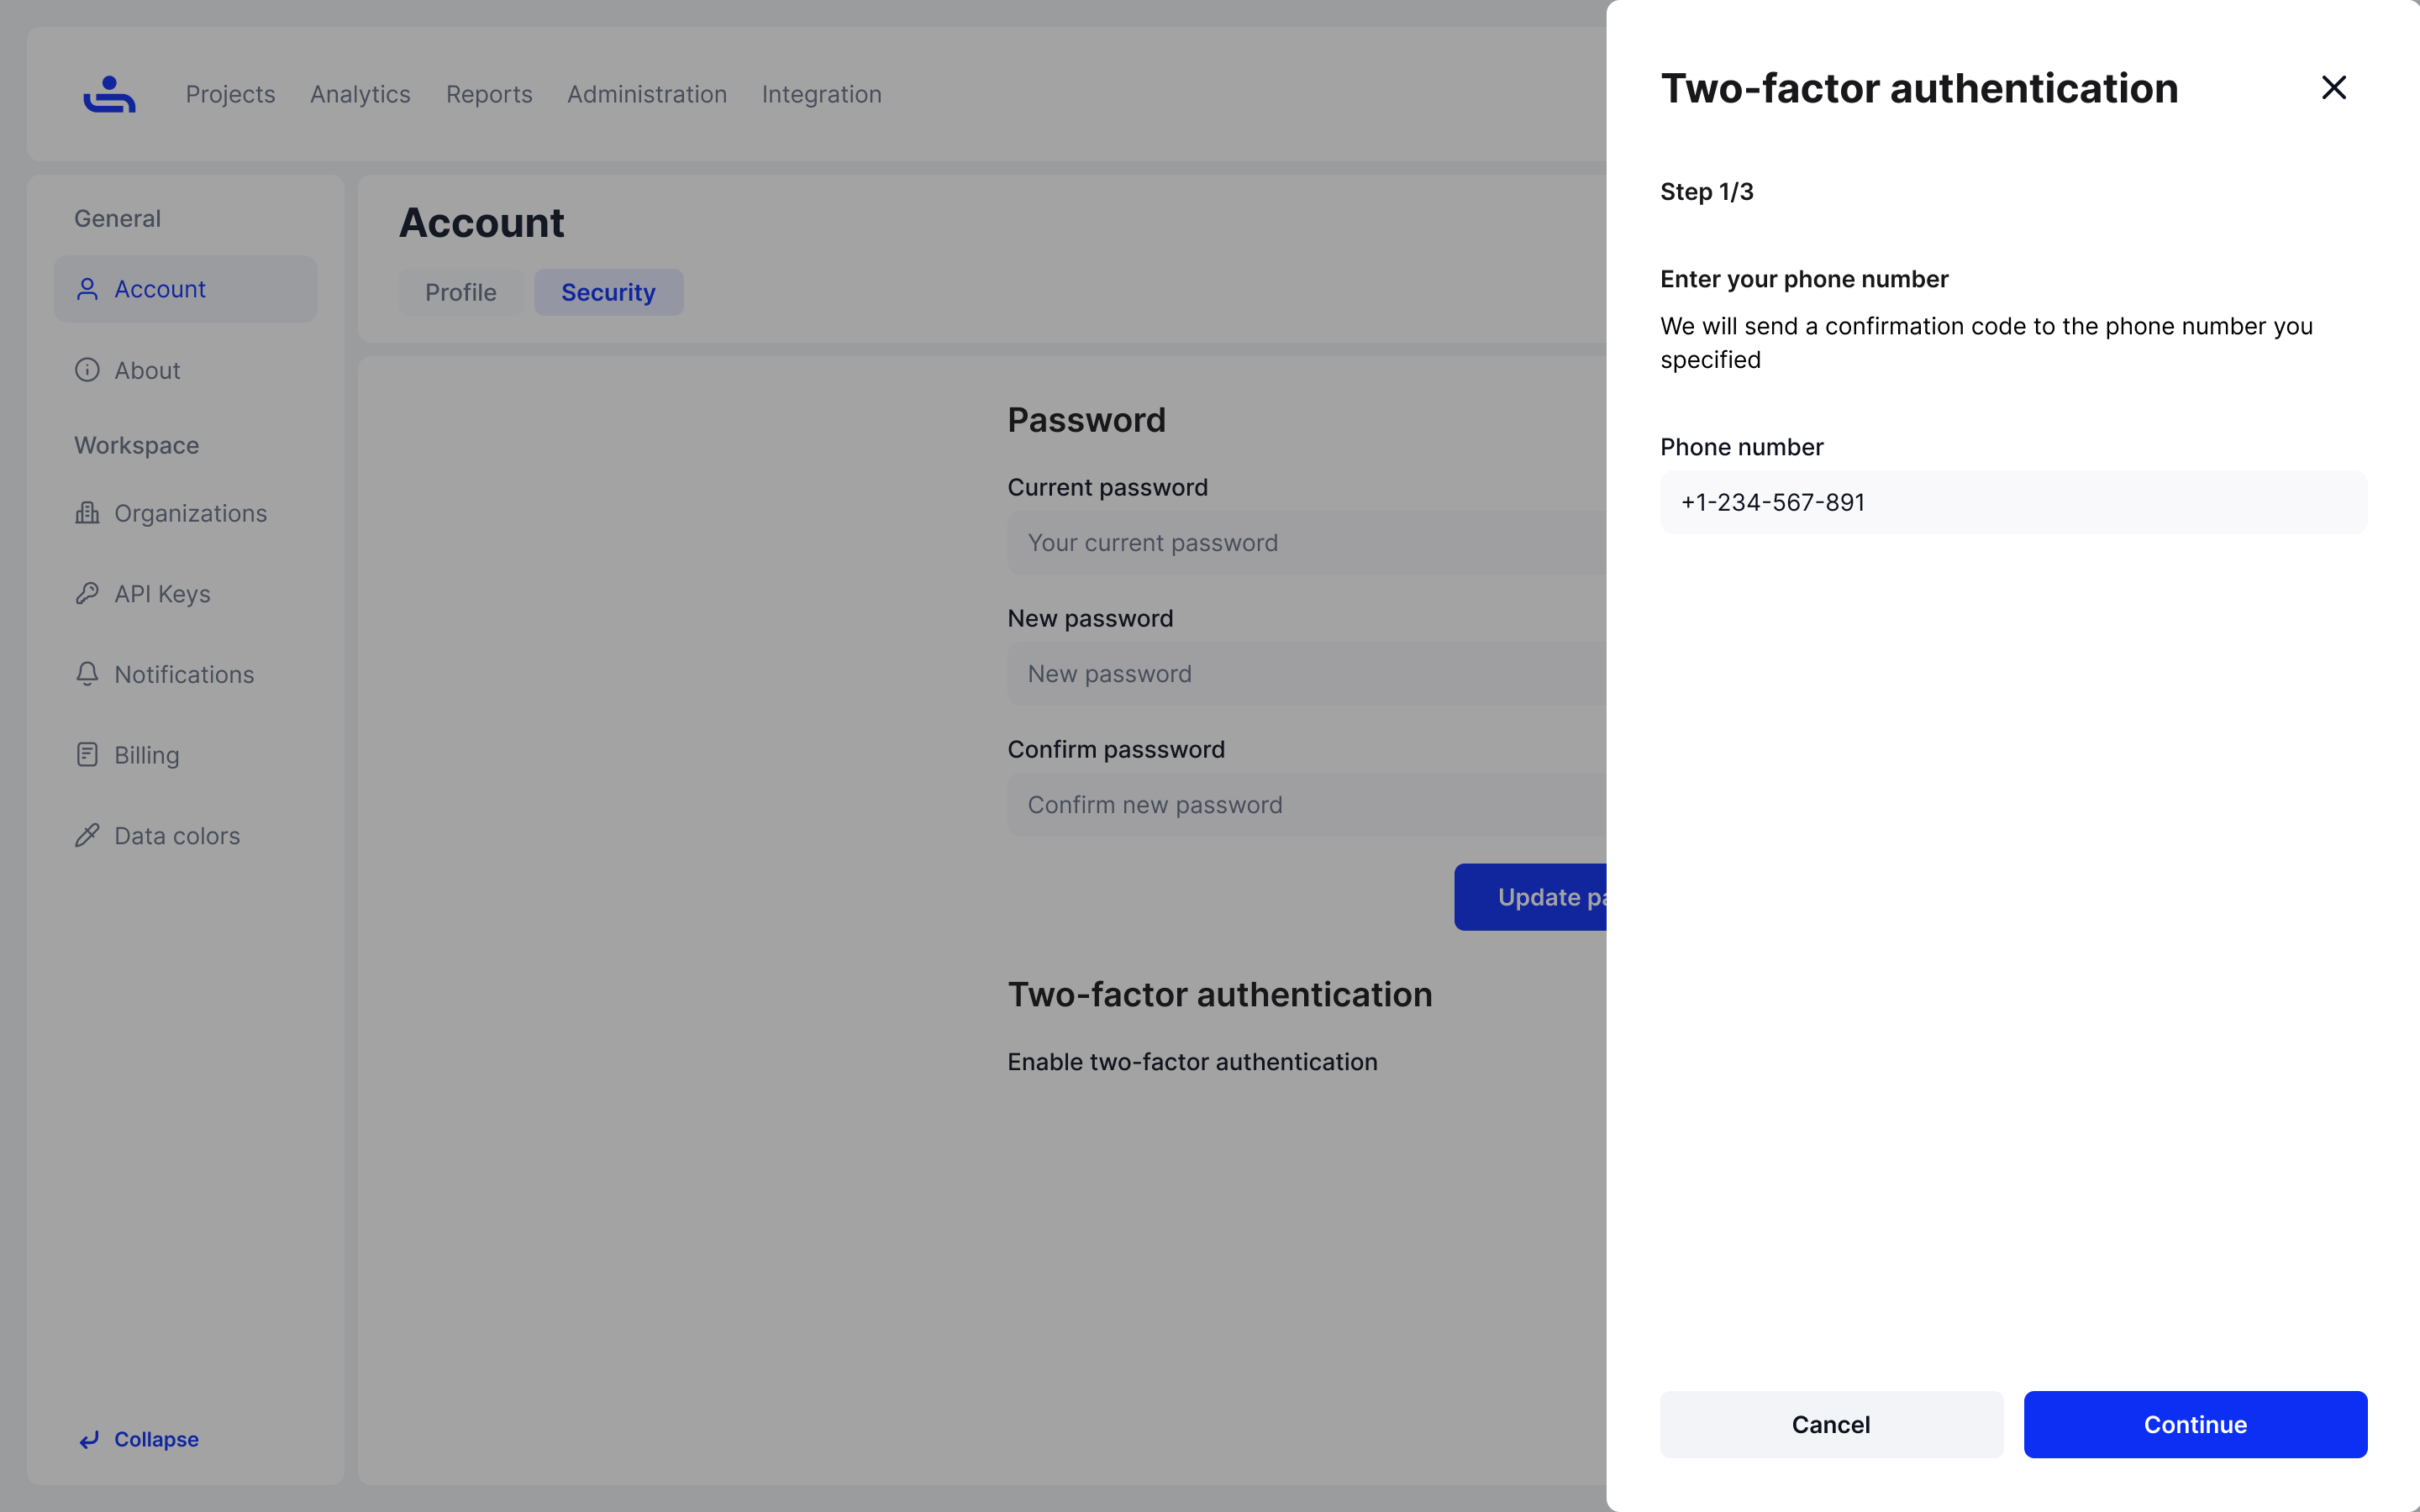 Projects Analytics Reports Administration Integration
General
Account
About
Workspace
Organizations
API Keys
Notifications
Billing
Data colors
Collapse
Account
Profile Security
Password
Current password
Your current password
New password
New password
Confirm passsword
Confirm new password
Update
Two-factor authentication
Enable two-factor authentication
Two-factor authentication
Step 1/3
Enter your phone number
We will send a confirmation code to the phone number you
specified
Phone number
+1-234-567-891
Cancel Continue